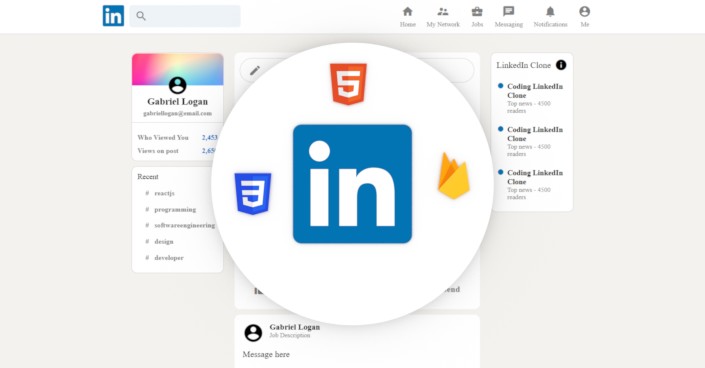 in
Home
My Network
Jobs
Messaging
Notifications
Me
Gabriel Logan
gabriellogan@email.com
Who Viewed You 2,453
Views on post
Recent
# reactjs
# programming
# softwareengineering
# design
# developer
5
3
in
Gabriel Logan
Job Description
Message here
LinkedIn Clone
Coding LinkedIn
Clone
Top news - 4500
readers
Coding LinkedIn
Clone
Top news - 4500
readers
Coding LinkedIn
Clone
Top news - 4500
readers